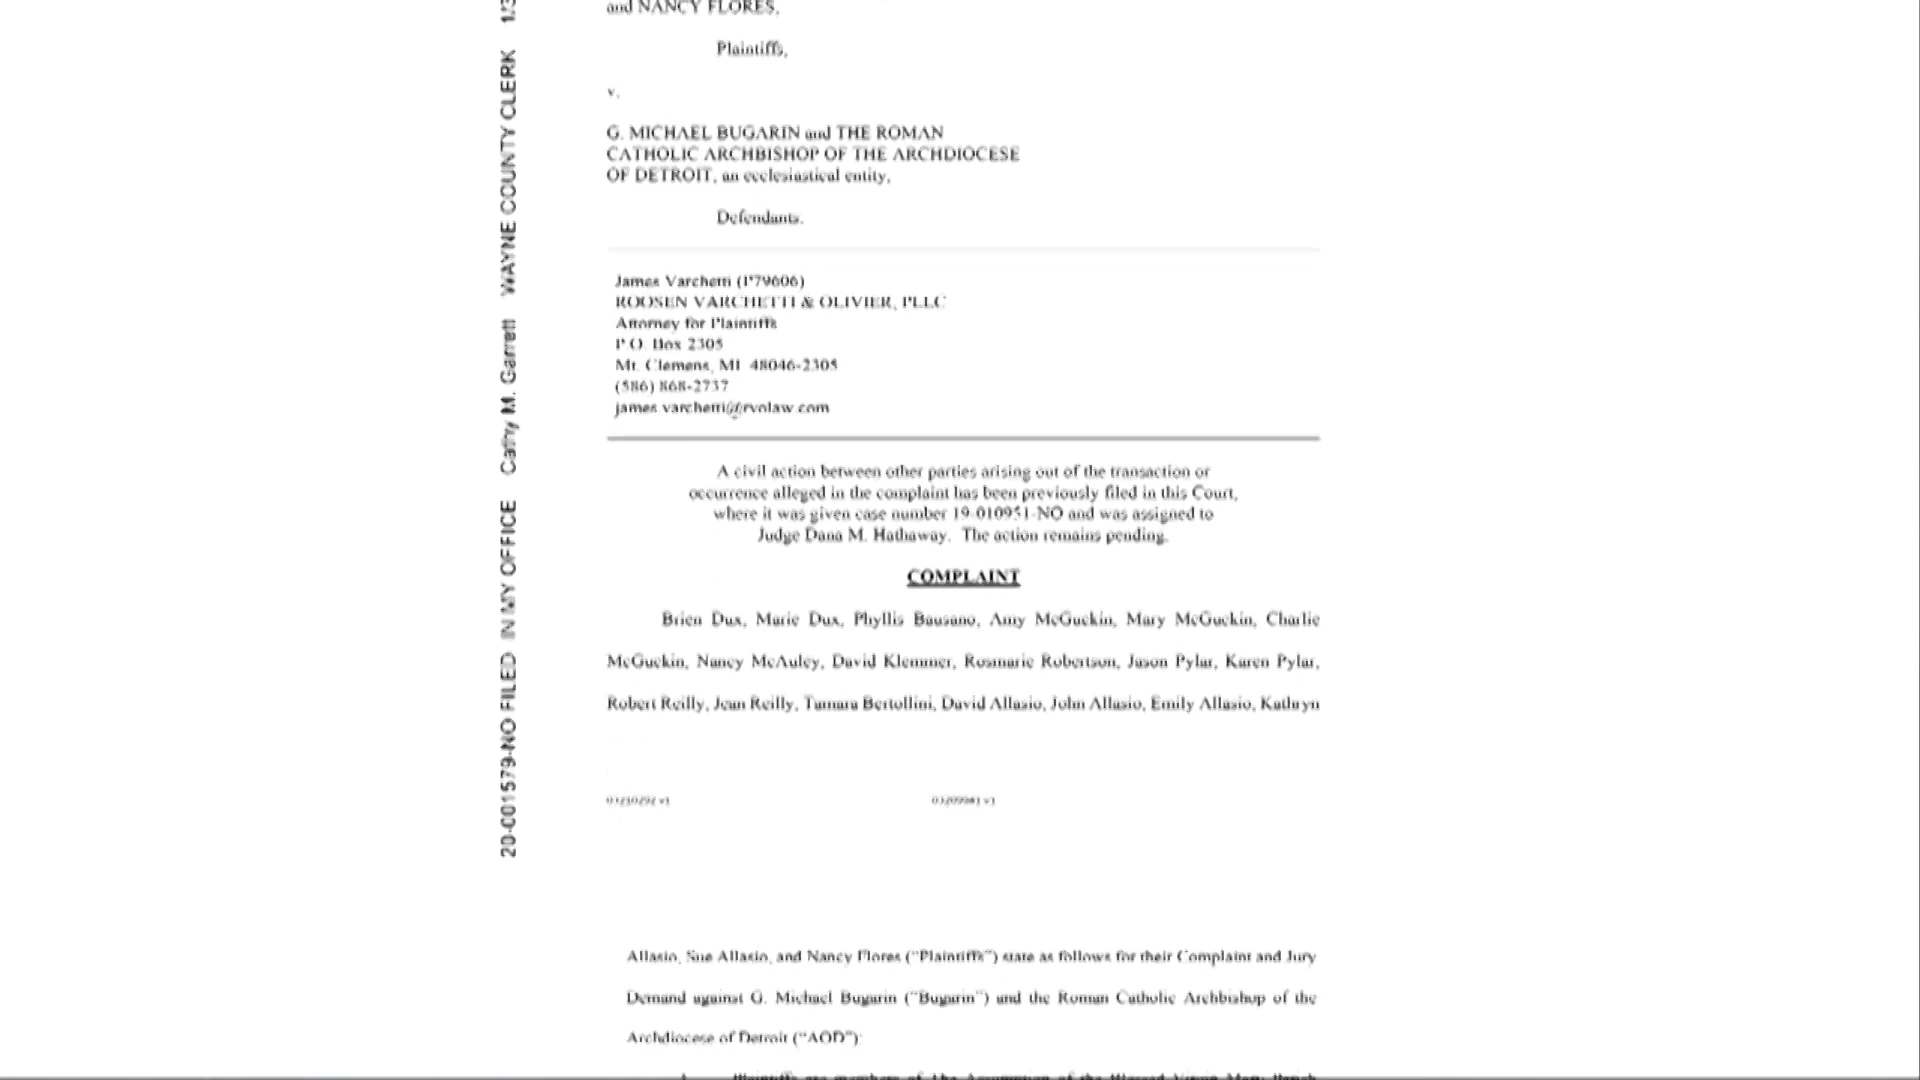 and NANCY FLORES,
Plaintiffs,
v.
G. MICHAEL BUGARIN and THE ROMAN
CATHOLIC ARCHBISHOP OF THE ARCHDIOCESE
OF DETROIT, an ecclesiastical entity,
Defendants.
James Varchetti (P79606)
ROOSEN VARCHETTI & OLIVIER, PLLC
Attorney for Plaintiffs
P.O. Box 2305
Mt. Clemens, MI 48046-2305
(586) 868-2737
james.varchetti@rvolaw.com
A civil action between other parties arising out of the transaction or
occurrence alleged in the complaint has been previously filed in this Court,
where it was given case number 19-010951-NO and was assigned to
Judge Dana M. Hathaway. The action remains pending.
COMPLAINT
Brien Dux, Marie Dux, Phyllis Bausano, Amy McGuckin, Mary McGuckin, Charlie
McGuckin, Nancy McAuley, David Klemmer, Rosmarie Robertson, Jason Pylar, Karen Pylar,
Robert Reilly, Jean Reilly, Tamara Bertollini, David Allasio, John Allasio, Emily Allasio, Kathryn
Allasio, Sue Allasio, and Nancy Flores ("Plaintiffs") state as follows for their Complaint and Jury
Demand against G. Michael Bugarin ("Bugarin") and the Roman Catholic Archbishop of the
Archdiocese of Detroit ("AOD"):
20-001579-NO FILED IN MY OFFICE Cathy M. Garrett WAYNE COUNTY CLERK